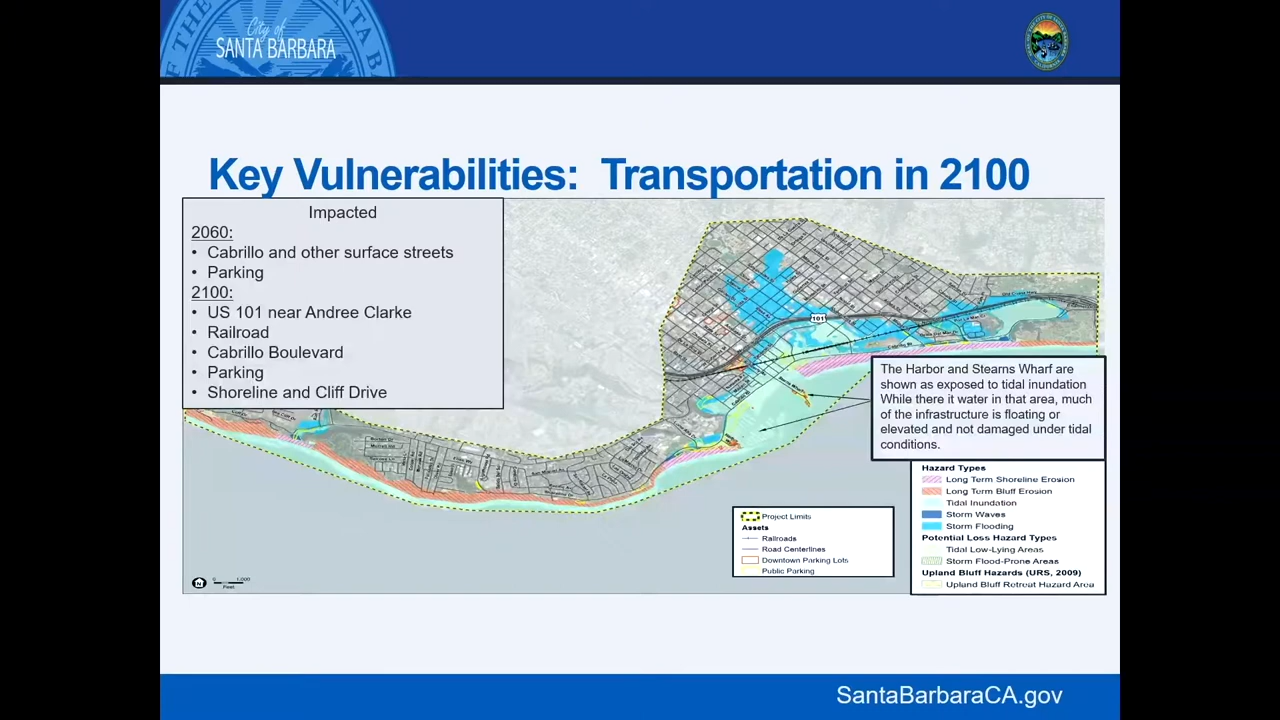 City of
SANTA BARBARA
Key Vulnerabilities: Transportation in 2100
Impacted
2060:
• Cabrillo and other surface streets
• Parking
2100:
• US 101 near Andree Clarke
• Railroad
• Cabrillo Boulevard
• Parking
• Shoreline and Cliff Drive
101
The Harbor and Stearns Wharf are
shown as exposed to tidal inundation
While there it water in that area, much
of the infrastructure is floating or
elevated and not damaged under tidal
conditions.
Project Limits
Assets
Railroads
Road Centerlines
Downtown Parking Lots
Public Parking
Hazard Types
Long Term Shoreline Erosion
Long Term Bluff Erosion
Tidal Inundation
Storm Waves
Storm Flooding
Potential Loss Hazard Types
Tidal Low-Lying Areas
Storm Flood-Prone Areas
Upland Bluff Hazards (URS, 2009)
Upland Bluff Retreat Hazard Area
N
0 1,000
Feet
SantaBarbaraCA.gov